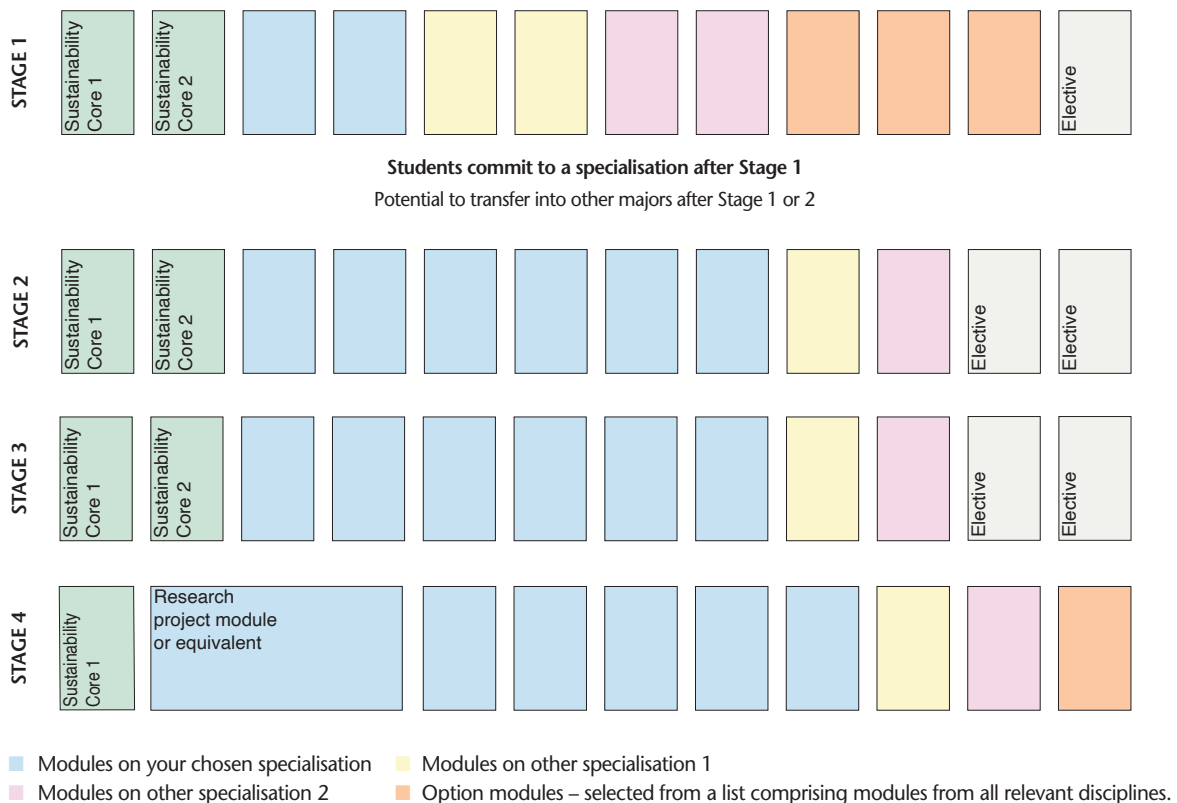 STAGE 1
Sustainability
Core 1
Sustainability
Core 2
Elective
Students commit to a specialisation after Stage 1
Potential to transfer into other majors after Stage 1 or 2
STAGE 2
Sustainability
Core 1
Sustainability
Core 2
Elective
Elective
STAGE 3
Sustainability
Core 1
Sustainability
Core 2
Elective
Elective
STAGE 4
Sustainability
Core 1
Research
project module
or equivalent
Modules on your chosen specialisation
Modules on other specialisation 1
Modules on other specialisation 2
Option modules – selected from a list comprising modules from all relevant disciplines.